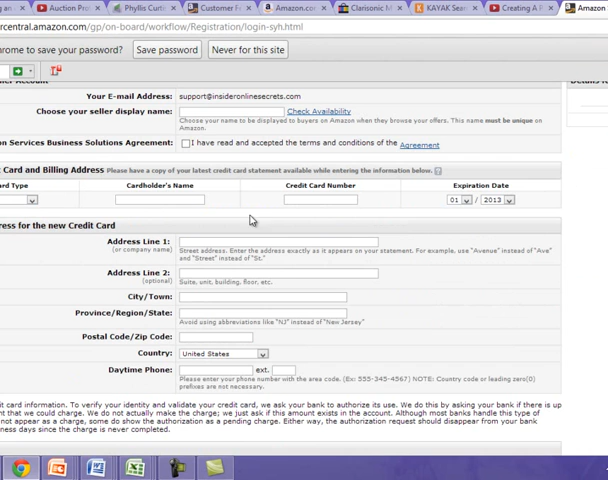 Auction Pro
Phyllis Curtis
Customer F
Amazon.co
Clarisonic M
KAYAK Sear
Creating A P
Amazon
rcentral.amazon.com/gp/on-board/workflow/Registration/login-syh.html
rome to save your password? Save password Never for this site
Details fo
Your E-mail Address: support@insideronlinesecrets.com
Choose your seller display name: Check Availability
Choose your name to be displayed to buyers on Amazon when they browse your offers. This name must be unique on
Amazon.
on Services Business Solutions Agreement: I have read and accepted the terms and conditions of the Agreement
t Card and Billing Address Please have a copy of your latest credit card statement available while entering the information below.
ard Type Cardholder's Name Credit Card Number Expiration Date
01 / 2013
ress for the new Credit Card
Address Line 1:
(or company name)
Street address. Enter the address exactly as it appears on your statement. For example, use "Avenue" instead of "Ave"
and "Street" instead of "St."
Address Line 2:
(optional)
Suite, unit, building, floor, etc.
City/Town:
Province/Region/State:
Avoid using abbreviations like "NJ" instead of "New Jersey"
Postal Code/Zip Code:
Country: United States
Daytime Phone: ext.
Please enter your phone number with the area code. (Ex: 555-345-4567) NOTE: Country code or leading zero(0)
prefixes are not necessary.
it card information. To verify your identity and validate your credit card, we ask your bank to authorize its use. We do this by asking your bank if there is up
nt that we could charge. We do not actually make the charge; we just ask if this amount exists in the account. Although most banks handle this type of
not appear as a charge, some do show the authorization as a pending charge. Either way, the authorization request should disappear from your bank
iness days since the charge is never completed.